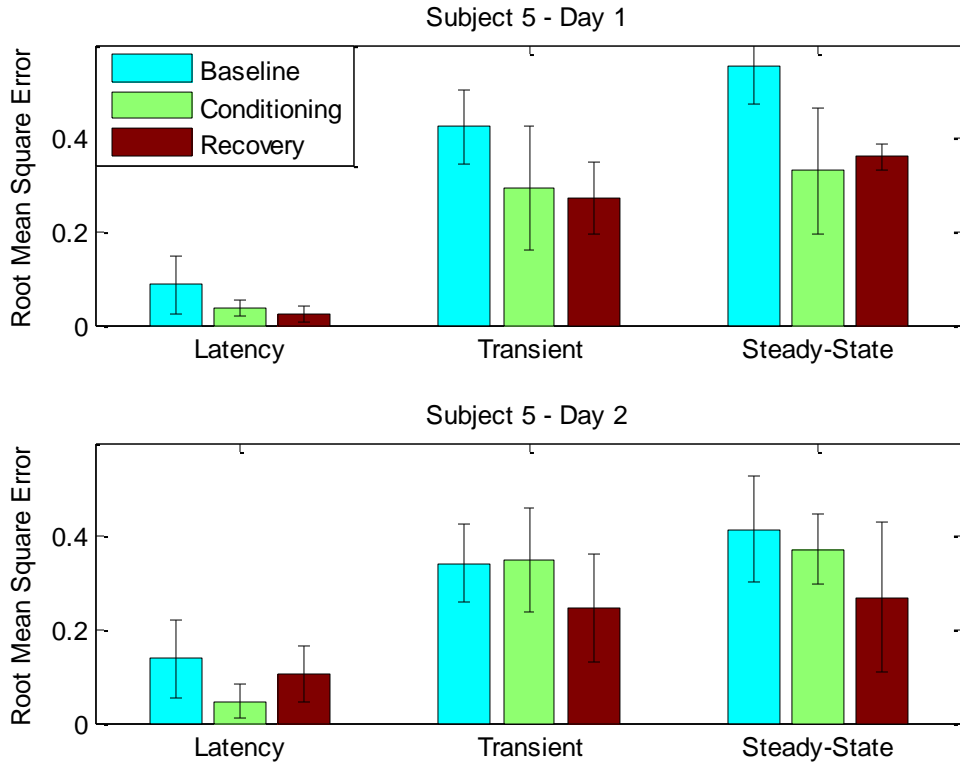 Subject 5 - Day 1
Root Mean Square Error
0.4
0.2
0
Baseline
Conditioning
Recovery
Latency
Transient
Steady-State
Subject 5 - Day 2
Root Mean Square Error
0.4
0.2
0
Latency
Transient
Steady-State